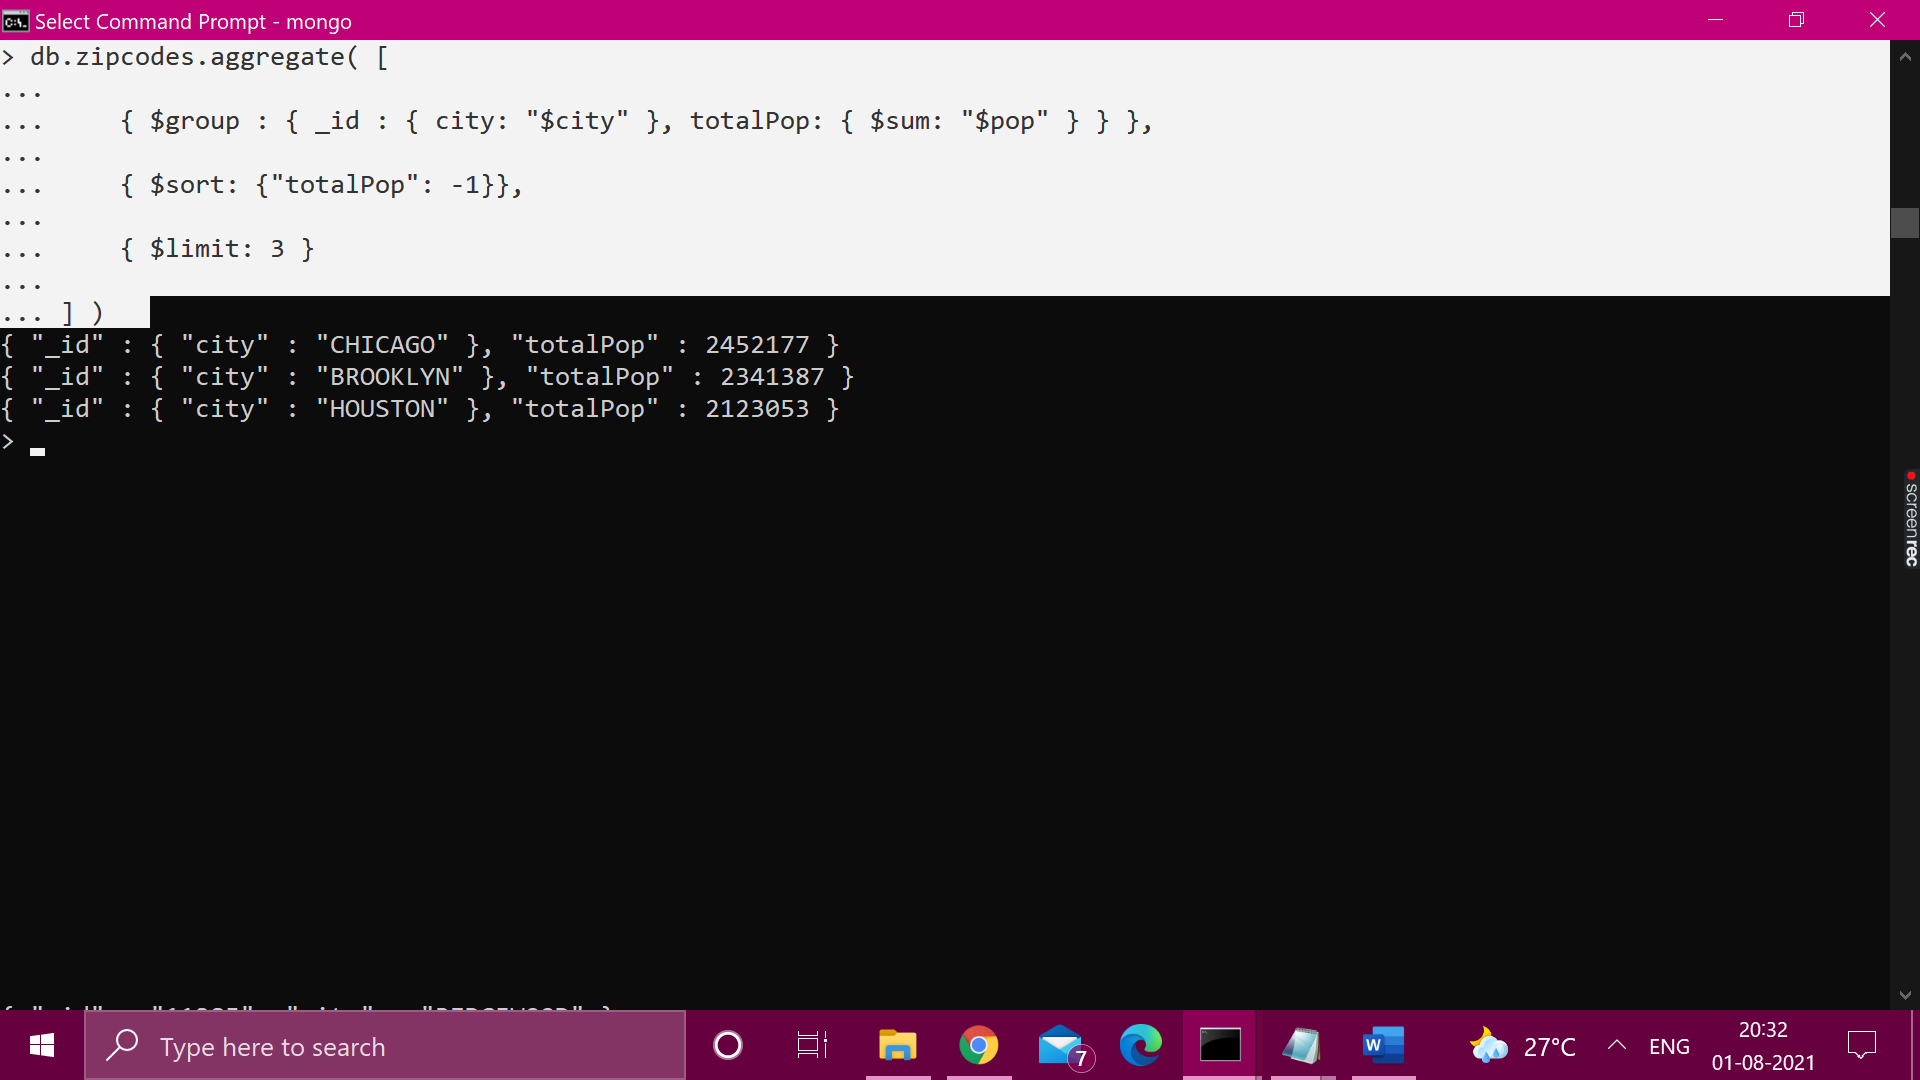 Select Command Prompt - mongo
> db.zipcodes.aggregate( [
...
...     { $group : { _id : { city: "$city" }, totalPop: { $sum: "$pop" } } },
...
...     { $sort: {"totalPop": -1}},
...
...     { $limit: 3 }
...
... ] )
{ "_id" : { "city" : "CHICAGO" }, "totalPop" : 2452177 }
{ "_id" : { "city" : "BROOKLYN" }, "totalPop" : 2341387 }
{ "_id" : { "city" : "HOUSTON" }, "totalPop" : 2123053 }
>
screenrec
Type here to search
7
27°C
ENG
20:32
01-08-2021